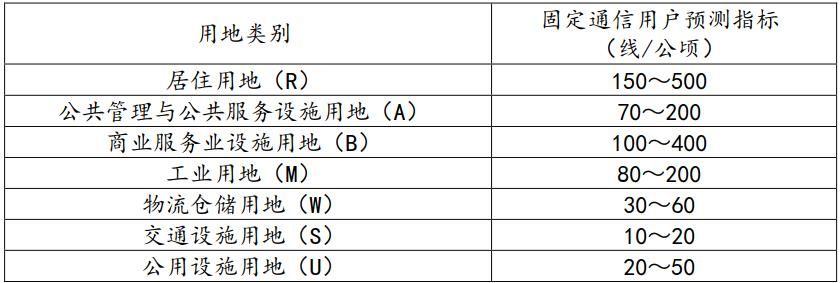 用地类别
固定通信用户预测指标
（线/公顷）
居住用地（R） 150～500
公共管理与公共服务设施用地（A） 70～200
商业服务业设施用地（B） 100～400
工业用地（M） 80～200
物流仓储用地（W） 30～60
交通设施用地（S） 10～20
公用设施用地（U） 20～50